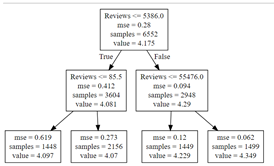 Reviews <= 5386.0
mse = 0.28
samples = 6552
value = 4.175
True
False
Reviews <= 85.5
mse = 0.412
samples = 3604
value = 4.081
Reviews <= 55476.0
mse = 0.094
samples = 2948
value = 4.29
mse = 0.619
samples = 1448
value = 4.097
mse = 0.273
samples = 2156
value = 4.07
mse = 0.12
samples = 1449
value = 4.229
mse = 0.062
samples = 1499
value = 4.349